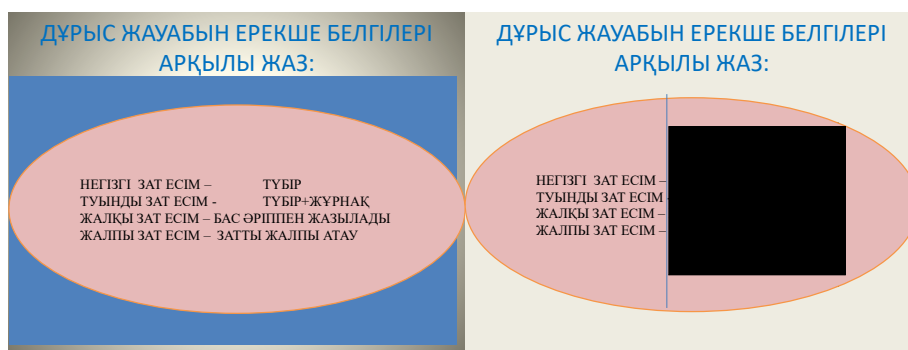 ДҰРЫС ЖАУАБЫН ЕРЕКШЕ БЕЛГІЛЕРІ
АРҚЫЛЫ ЖАЗ:
НЕГІЗГІ ЗАТ ЕСІМ – ТҮБІР
ТУЫНДЫ ЗАТ ЕСІМ - ТҮБІР+ЖҰРНАҚ
ЖАЛҚЫ ЗАТ ЕСІМ – БАС ӘРІППЕН ЖАЗЫЛАДЫ
ЖАЛПЫ ЗАТ ЕСІМ – ЗАТТЫ ЖАЛПЫ АТАУ
ДҰРЫС ЖАУАБЫН ЕРЕКШЕ БЕЛГІЛЕРІ
АРҚЫЛЫ ЖАЗ:
НЕГІЗГІ ЗАТ ЕСІМ –
ТУЫНДЫ ЗАТ ЕСІМ
ЖАЛҚЫ ЗАТ ЕСІМ –
ЖАЛПЫ ЗАТ ЕСІМ –